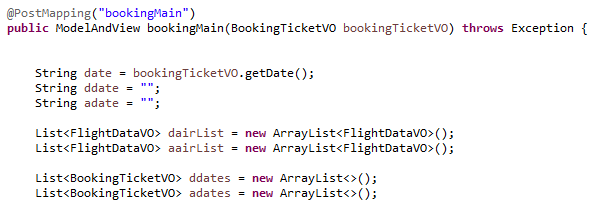 @PostMapping("bookingMain")
public ModelAndView bookingMain(BookingTicketVO bookingTicketVO) throws Exception {
String date = bookingTicketVO.getDate();
String ddate = "";
String adate = "";
List<FlightDataVO> dairList = new ArrayList<FlightDataVO>();
List<FlightDataVO> aairList = new ArrayList<FlightDataVO>();
List<BookingTicketVO> ddates = new ArrayList<>();
List<BookingTicketVO> adates = new ArrayList<>();